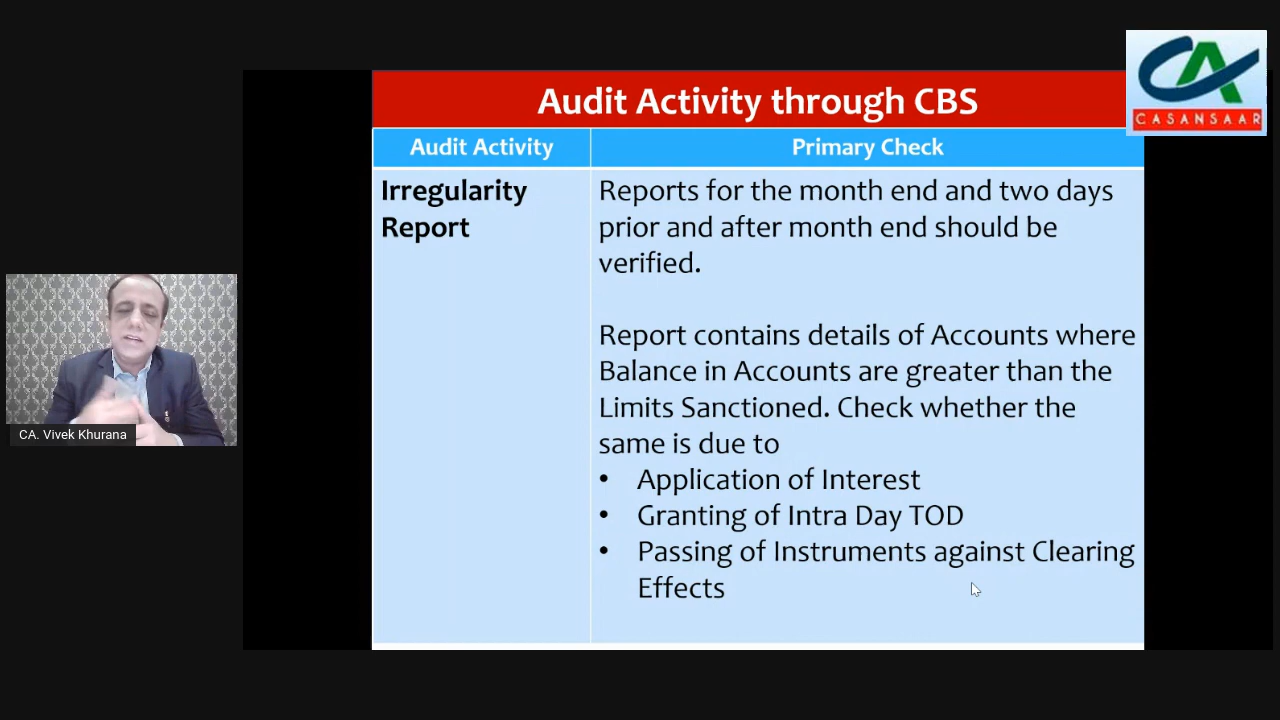 Audit Activity through CBS
CASANSAAR
Audit Activity
Primary Check
Irregularity
Report
Reports for the month end and two days
prior and after month end should be
verified.
Report contains details of Accounts where
Balance in Accounts are greater than the
Limits Sanctioned. Check whether the
same is due to
• Application of Interest
• Granting of Intra Day TOD
• Passing of Instruments against Clearing
Effects
CA. Vivek Khurana